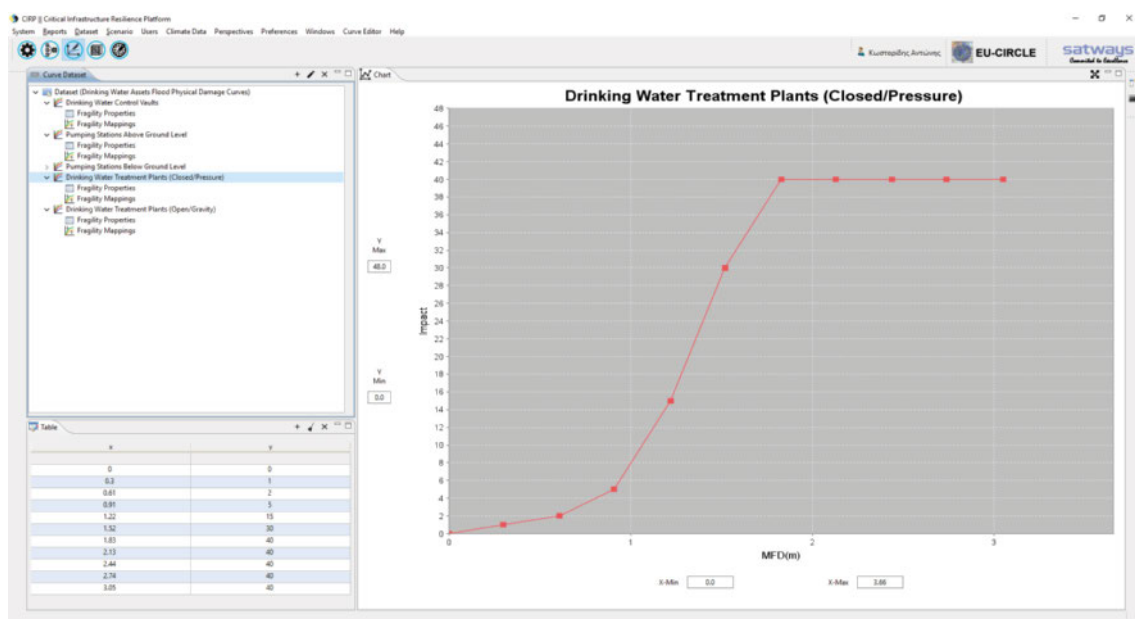 CIRP || Critical Infrastructure Resilience Platform
System Reports Dataset Scenario Users Climate Data Perspectives Preferences Windows Curve Editor Help
Κωσταρίδης Αντώνης EU-CIRCLE satways
Curve Dataset
Dataset (Drinking Water Assets Flood Physical Damage Curves)
Drinking Water Control Vaults
Fragility Properties
Fragility Mappings
Pumping Stations Above Ground Level
Fragility Properties
Fragility Mappings
Pumping Stations Below Ground Level
Drinking Water Treatment Plants (Closed/Pressure)
Fragility Properties
Fragility Mappings
Drinking Water Treatment Plants (Open/Gravity)
Fragility Properties
Fragility Mappings
Table
X Y
0 0
0.3 1
0.61 2
0.91 5
1.22 15
1.52 30
1.83 40
2.13 40
2.44 40
2.74 40
3.05 40
Chart
Drinking Water Treatment Plants (Closed/Pressure)
Y
Max
48.0
Y
Min
0.0
Impact
48
46
44
42
40
38
36
34
32
30
28
26
24
22
20
18
16
14
12
10
8
6
4
2
0
0 1 2 3
MFD(m)
X-Min 0.0 X-Max 3.66